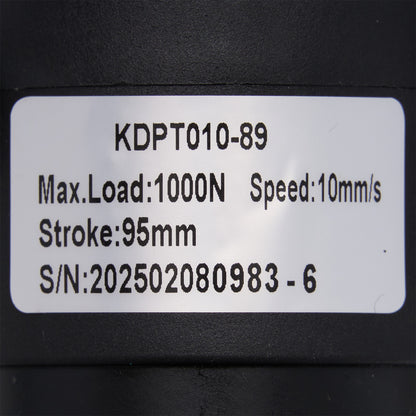 KDPT010-89
Max.Load:1000N Speed:10mm/s
Stroke:95mm
S/N:202502080983 - 6